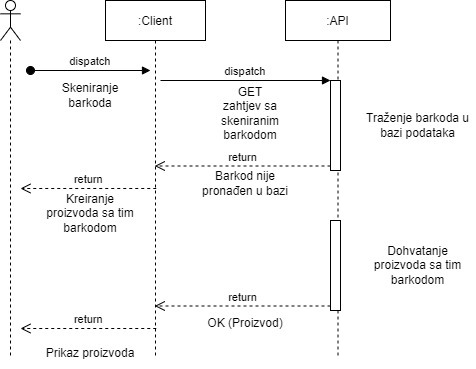 :Client
:API
dispatch
Skeniranje
barkoda
dispatch
GET
zahtjev sa
skeniranim
barkodom
Traženje barkoda u
bazi podataka
return
Barkod nije
pronađen u bazi
return
Kreiranje
proizvoda sa tim
barkodom
Dohvatanje
proizvoda sa tim
barkodom
return
OK (Proizvod)
return
Prikaz proizvoda